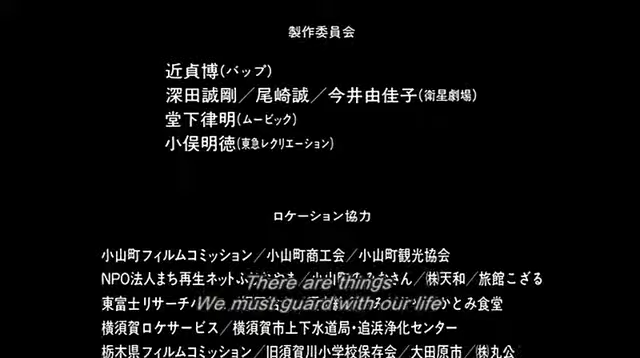 製作委員会
近貞博(バップ)
深田誠剛／尾崎誠／今井由佳子(衛星劇場)
堂下律明(ムービック)
小俣明徳(東急レクリエーション)
ロケーション協力
小山町フィルムコミッション／小山町商工会／小山町観光協会
NPO法人まち再生ネット／小山町のみなさん／㈱天和／旅館こざる
There are things
東富士リサーチパ かとみ食堂
We must guard with our life
横須賀ロケサービス／横須賀市上下水道局・追浜浄化センター
栃木県フィルムコミッション／旧須賀川小学校保存会／大田原市／㈱丸公